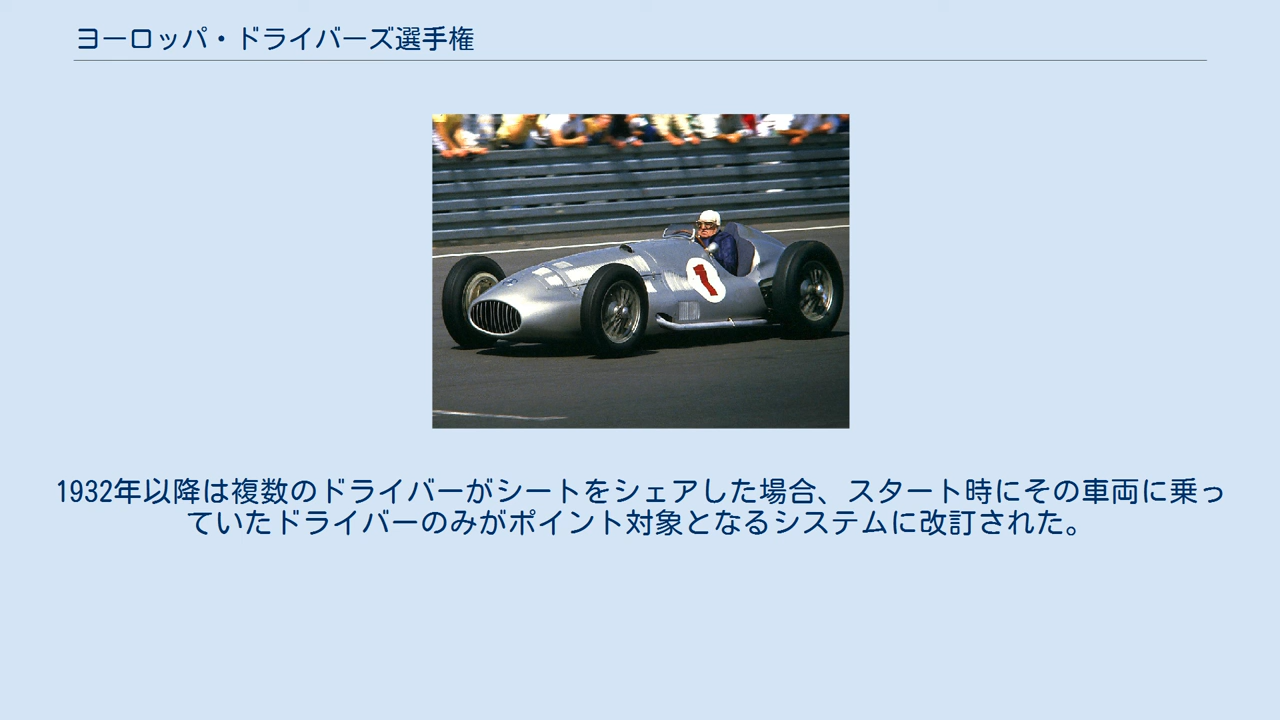 ヨーロッパ・ドライバーズ選手権
1
1932年以降は複数のドライバーがシートをシェアした場合、スタート時にその車両に乗っ
ていたドライバーのみがポイント対象となるシステムに改訂された。